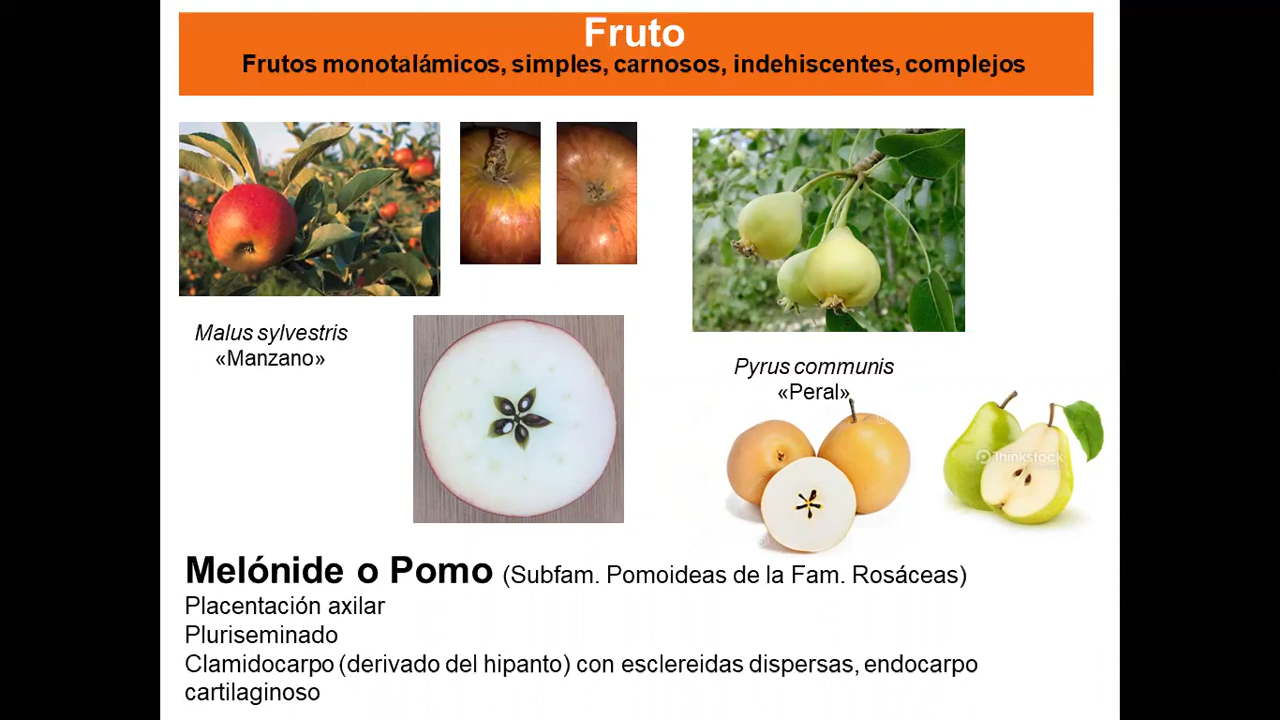 Fruto
Frutos monotalámicos, simples, carnosos, indehiscentes, complejos
Malus sylvestris
«Manzano»
Pyrus communis
«Peral»
Thinkstock
Melónide o Pomo (Subfam. Pomoideas de la Fam. Rosáceas)
Placentación axilar
Pluriseminado
Clamidocarpo (derivado del hipanto) con esclereidas dispersas, endocarpo
cartilaginoso